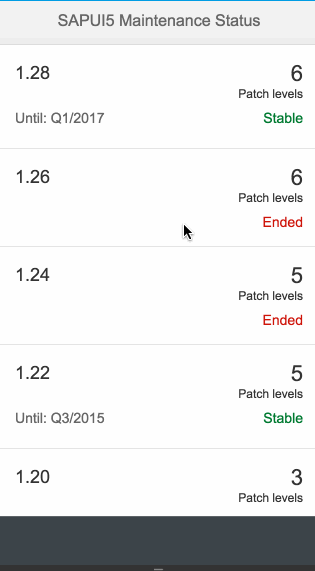 SAPUI5 Maintenance Status
1.28
6
Patch levels
Until: Q1/2017
Stable
1.26
6
Patch levels
Ended
1.24
5
Patch levels
Ended
1.22
5
Patch levels
Until: Q3/2015
Stable
1.20
3
Patch levels